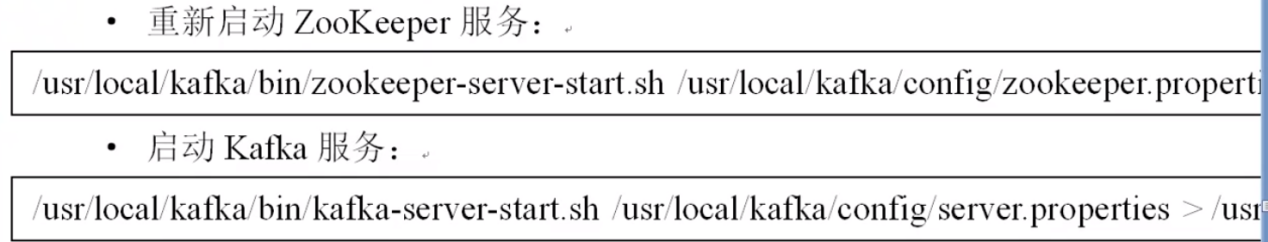 • 重新启动 ZooKeeper 服务：
/usr/local/kafka/bin/zookeeper-server-start.sh /usr/local/kafka/config/zookeeper.properti
• 启动 Kafka 服务：
/usr/local/kafka/bin/kafka-server-start.sh /usr/local/kafka/config/server.properties > /usr